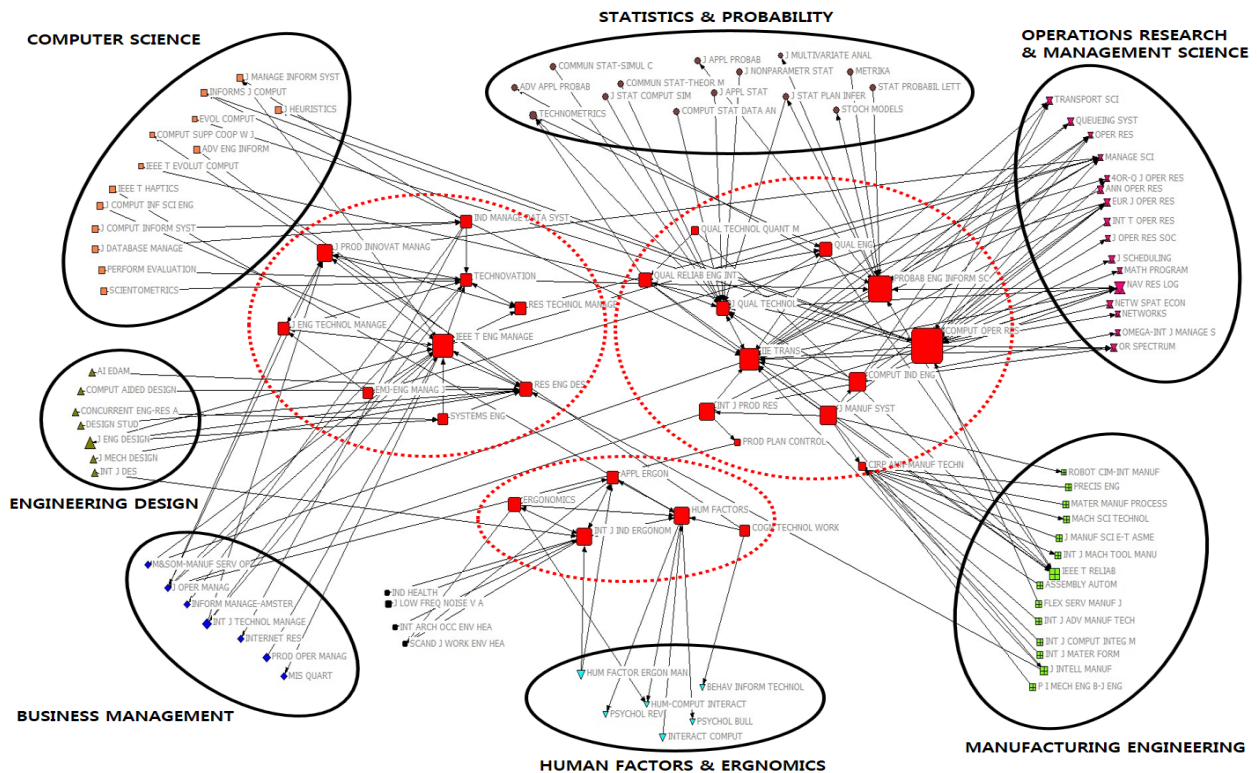 STATISTICS & PROBABILITY
COMPUTER SCIENCE
OPERATIONS RESEARCH
& MANAGEMENT SCIENCE
J MANAGE INFORM SYST
INFORMS J COMPUT
J HEURISTICS
EVOL COMPUT
COMPUT SUPP COOP W J
ADV ENG INFORM
IEEE T EVOLUT COMPUT
IEEE T HAPTICS
J COMPUT INF SCI ENG
J COMPUT INFORM SYST
J DATABASE MANAGE
PERFORM EVALUATION
SCIENTOMETRICS
COMMUN STAT-SIMUL C
J APPL PROBAB
J MULTIVARIATE ANAL
J NONPARAMETR STAT
METRIKA
ADV APPL PROBAB
COMMUN STAT-THEOR M
J STAT COMPUT SIM
J APPL STAT
J STAT PLAN INFER
STAT PROBABIL LETT
TECHNOMETRICS
COMPUT STAT DATA AN
STOCH MODELS
TRANSPORT SCI
QUEUEING SYST
OPER RES
MANAGE SCI
4OR-Q J OPER RES
ANN OPER RES
EUR J OPER RES
INT T OPER RES
J OPER RES SOC
J SCHEDULING
MATH PROGRAM
NAV RES LOG
NETW SPAT ECON
NETWORKS
OMEGA-INT J MANAGE S
OR SPECTRUM
IND MANAGE DATA SYST
J PROD INNOVAT MANAG
TECHNOVATION
RES TECHNOL MANAGE
J ENG TECHNOL MANAGE
IEEE T ENG MANAGE
EMJ-ENG MANAG J
RES ENG DES
SYSTEMS ENG
QUAL TECHNOL QUANT M
QUAL ENG
QUAL RELIAB ENG INT
PROBAB ENG INFORM SC
J QUAL TECHNOL
COMPUT OPER RES
IIE TRANS
COMPUT IND ENG
INT J PROD RES
J MANUF SYST
PROD PLAN CONTROL
CIRP ANN-MANUF TECHN
AI EDAM
COMPUT AIDED DESIGN
CONCURRENT ENG-RES A
DESIGN STUD
J ENG DESIGN
J MECH DESIGN
INT J DES
ENGINEERING DESIGN
APPL ERGON
ERGONOMICS
HUM FACTORS
COGN TECHNOL WORK
INT J IND ERGONOM
M&SOM-MANUF SERV OP
J OPER MANAG
INFORM MANAGE-AMSTER
INT J TECHNOL MANAGE
INTERNET RES
PROD OPER MANAG
MIS QUART
BUSINESS MANAGEMENT
IND HEALTH
J LOW FREQ NOISE V A
INT ARCH OCC ENV HEA
SCAND J WORK ENV HEA
HUM FACTOR ERGON MAN
BEHAV INFORM TECHNOL
HUM-COMPUT INTERACT
PSYCHOL REV
PSYCHOL BULL
INTERACT COMPUT
HUMAN FACTORS & ERGNOMICS
ROBOT CIM-INT MANUF
PRECIS ENG
MATER MANUF PROCESS
MACH SCI TECHNOL
J MANUF SCI E-T ASME
INT J MACH TOOL MANU
IEEE T RELIAB
ASSEMBLY AUTOM
FLEX SERV MANUF J
INT J ADV MANUF TECH
INT J COMPUT INTEG M
INT J MATER FORM
J INTELL MANUF
P I MECH ENG B-J ENG
MANUFACTURING ENGINEERING